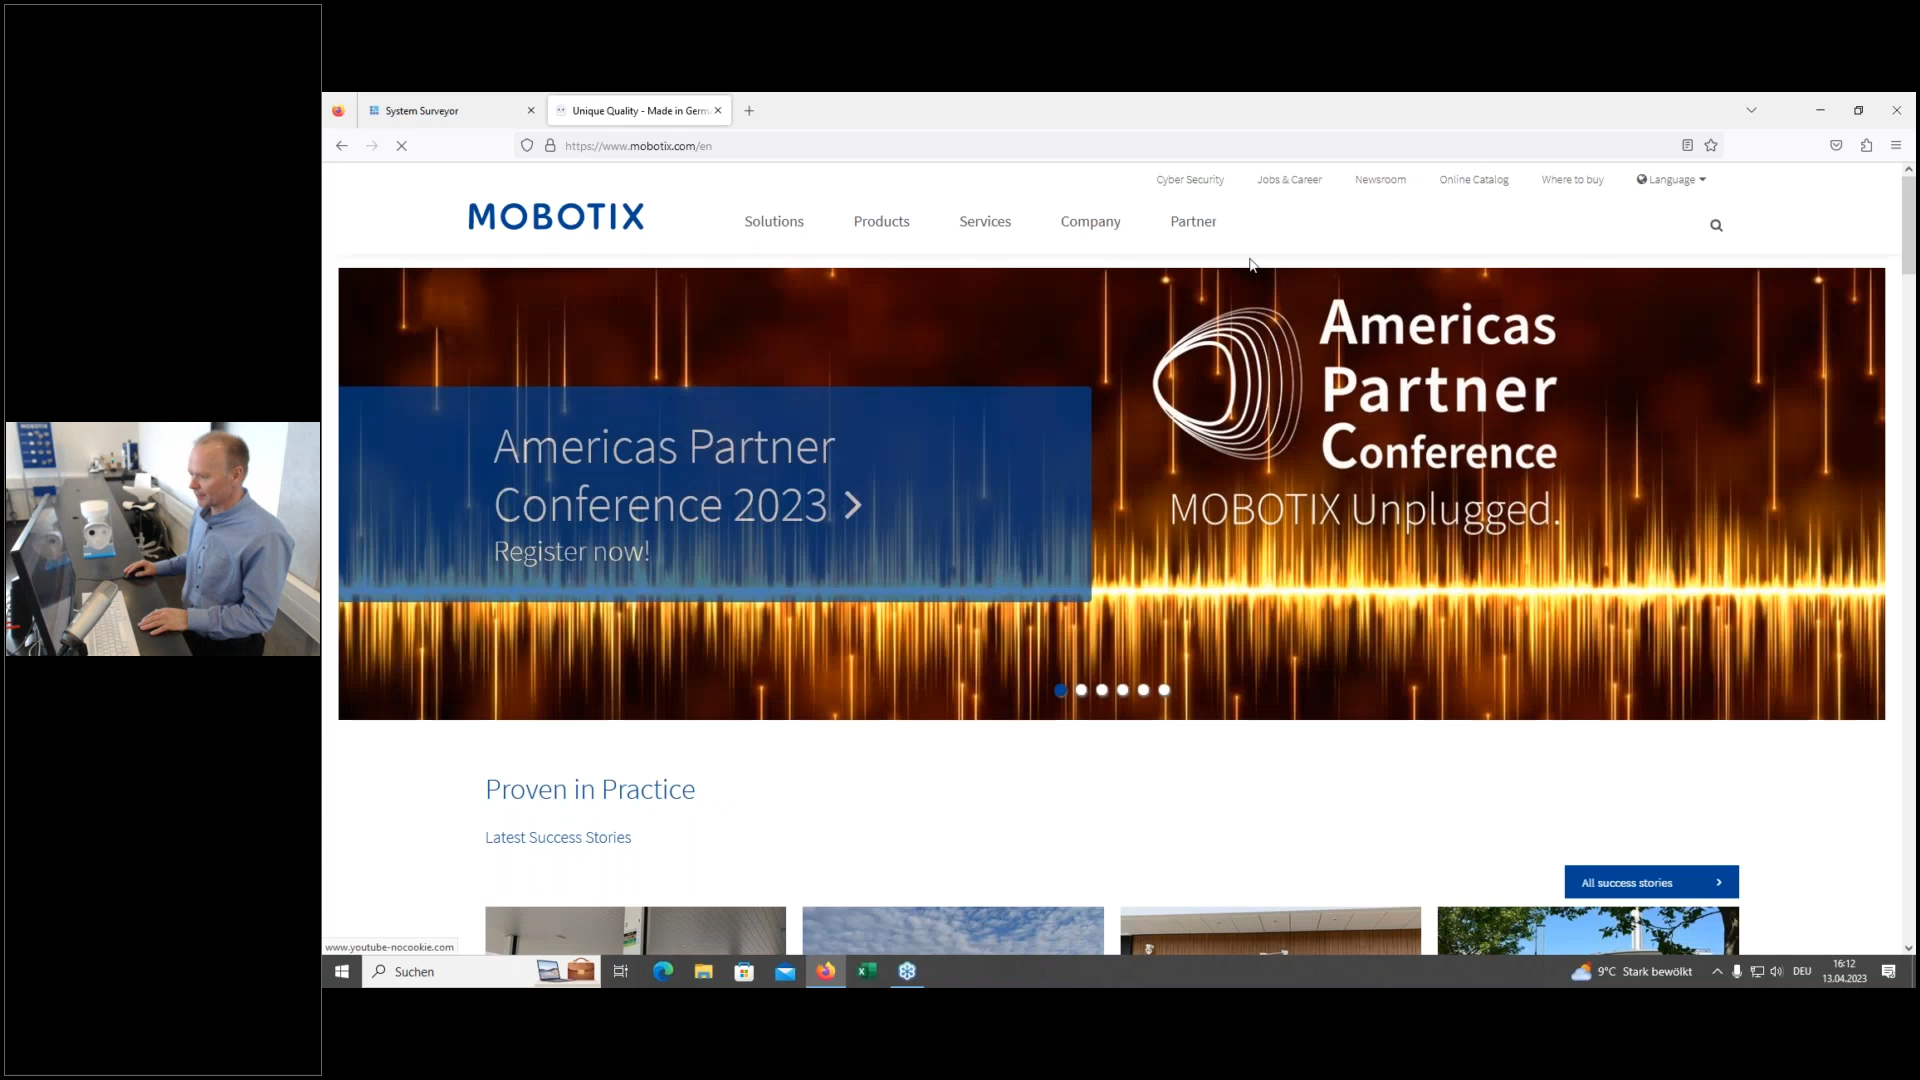 System Surveyor
Unique Quality - Made in Germ
https://www.mobotix.com/en
Cyber Security
Jobs & Career
Newsroom
Online Catalog
Where to buy
Language
MOBOTIX
Solutions
Products
Services
Company
Partner
Americas
Partner
Conference
MOBOTIX Unplugged.
Americas Partner
Conference 2023
Register now!
Proven in Practice
Latest Success Stories
All success stories
www.youtube-nocookie.com
Suchen
9°C Stark bewölkt
DEU
16:12
13.04.2023
MOBOTIX